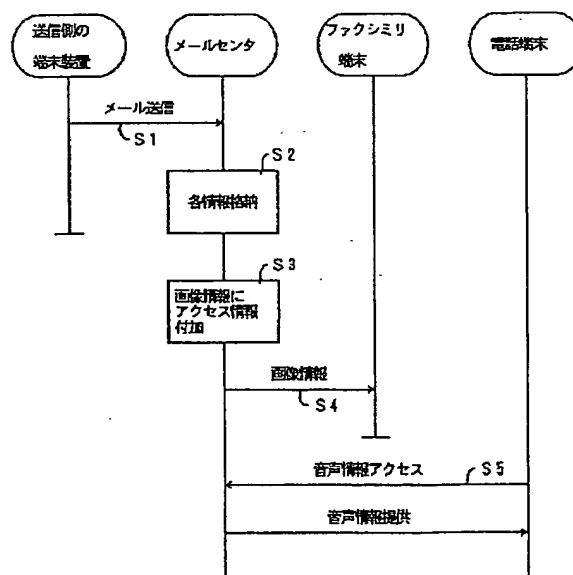 送信側の
端末装置
メールセンタ
ファクシミリ
端末
電話端末
メール送信
S1
S2
各情報格納
S3
画像情報に
アクセス情報
付加
画像情報
S4
音声情報アクセス
S5
音声情報提供